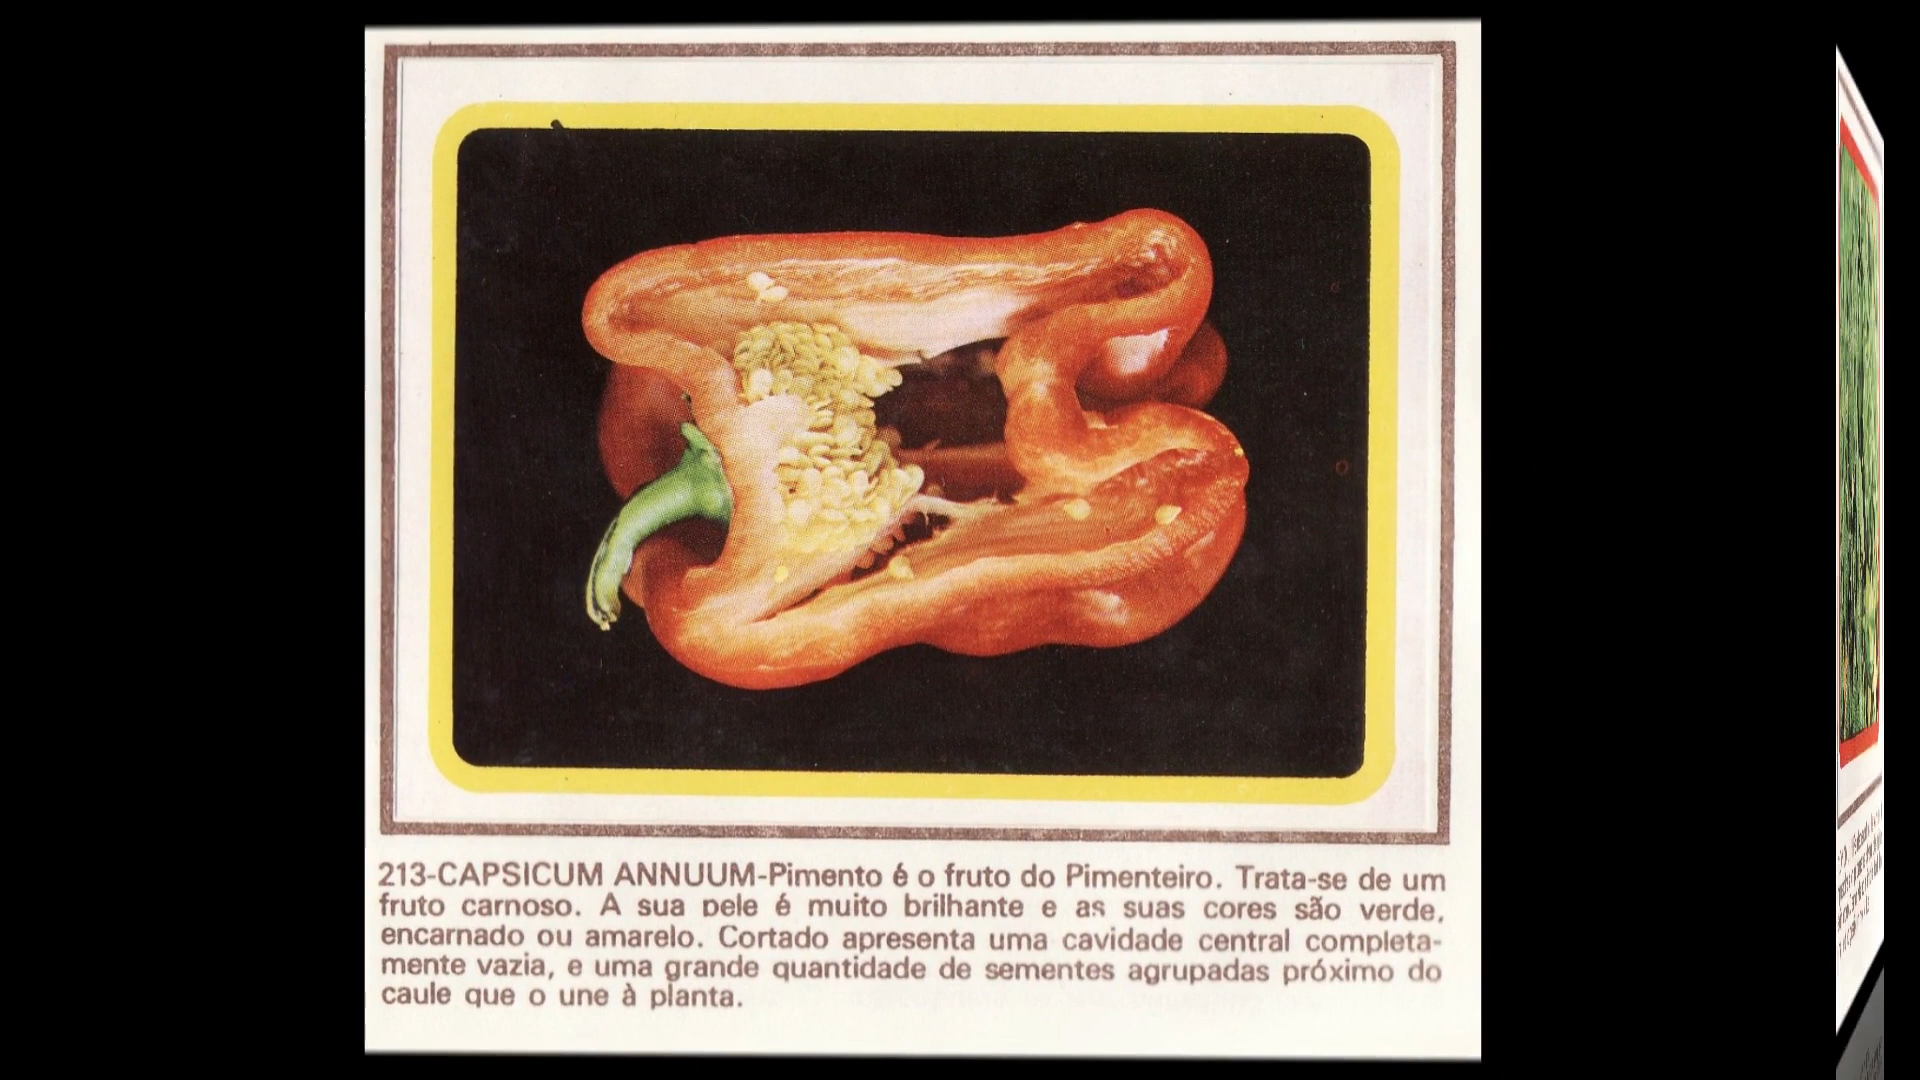 213-CAPSICUM ANNUUM-Pimento é o fruto do Pimenteiro. Trata-se de um
fruto carnoso. A sua pele é muito brilhante e as suas cores são verde,
encarnado ou amarelo. Cortado apresenta uma cavidade central completa-
mente vazia, e uma grande quantidade de sementes agrupadas próximo do
caule que o une à planta.